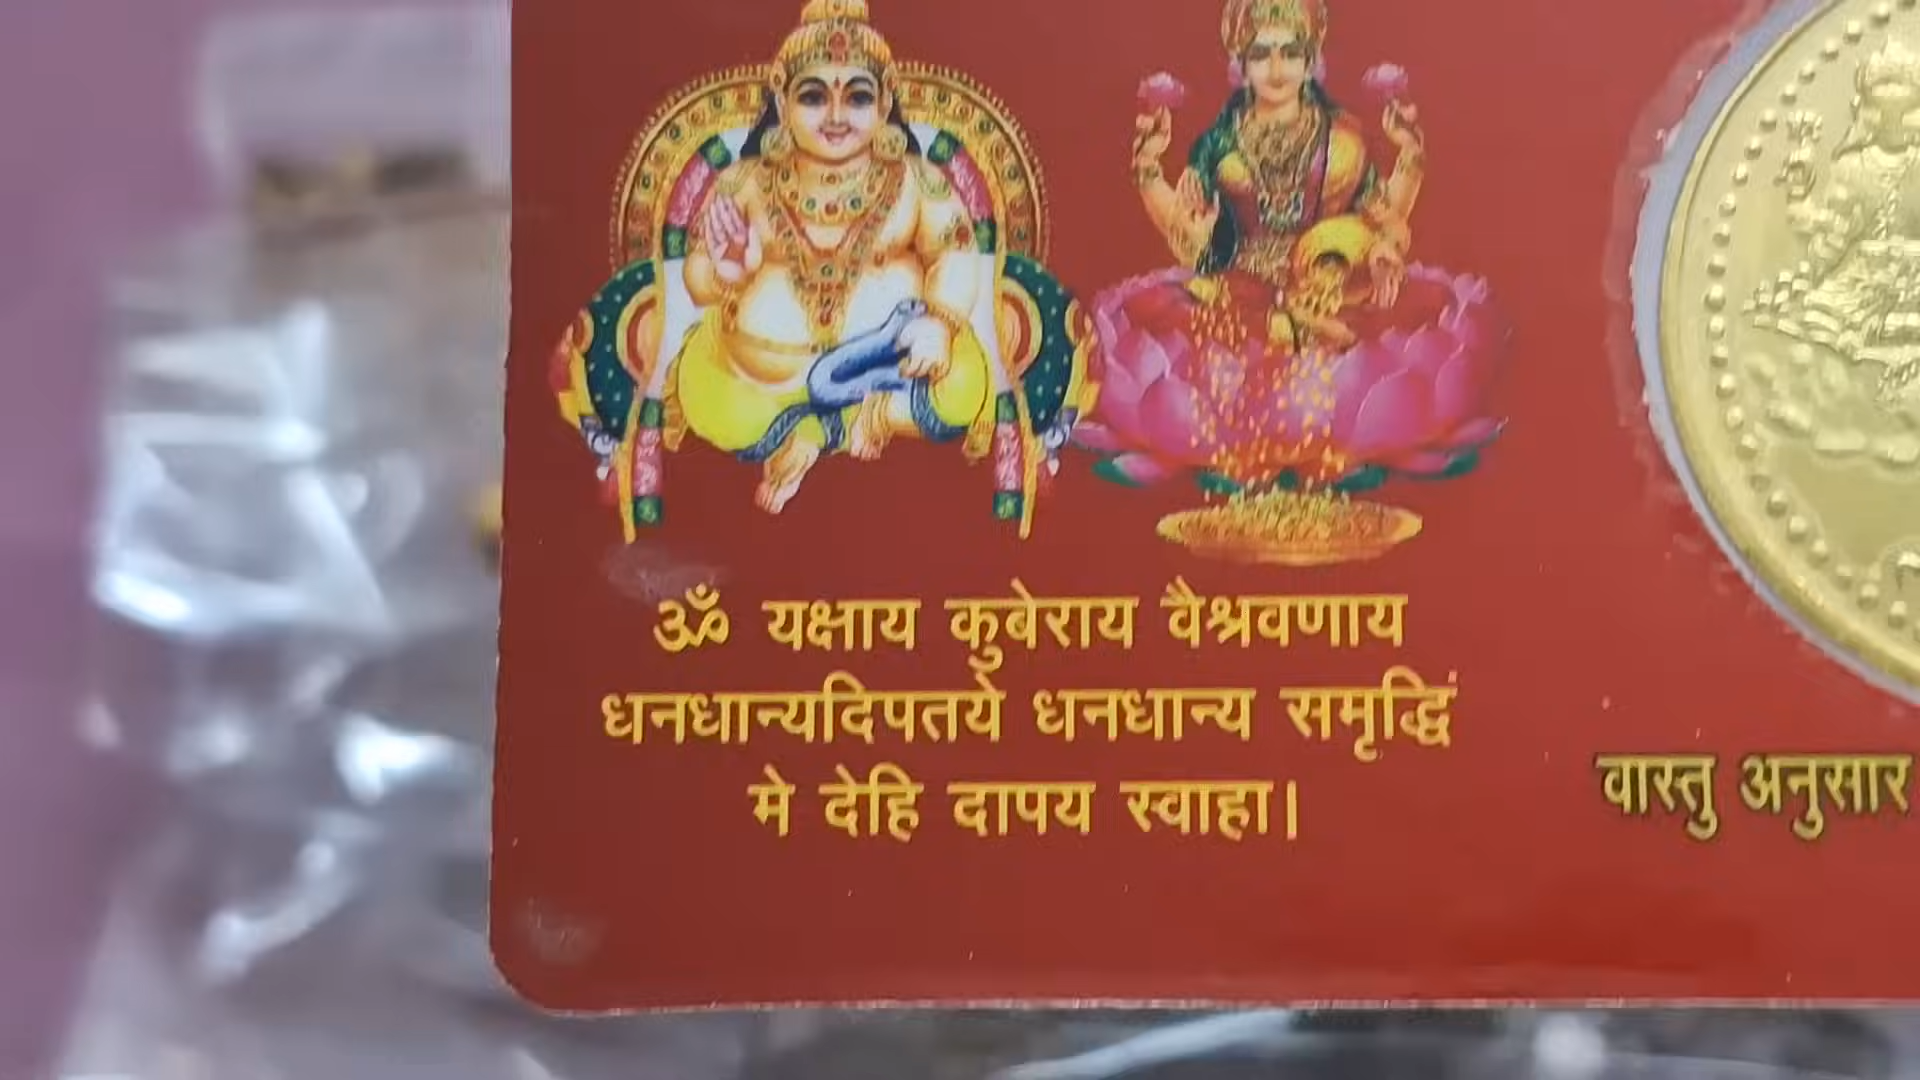 ॐ यक्षाय कुबेराय वैश्रवणाय
धनधान्यदिपतये धनधान्य समृद्धिं
मे देहि दापय स्वाहा।
वास्तु अनुसार